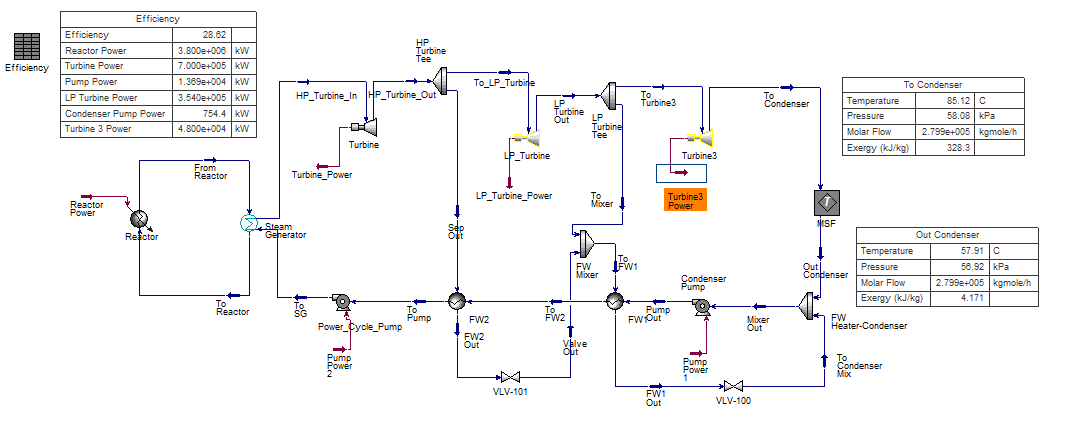 Efficiency
Efficiency
Efficiency 28.62
Reactor Power 3.800e+006 kW
Turbine Power 7.000e+005 kW
Pump Power 1.369e+004 kW
LP Turbine Power 3.540e+005 kW
Condenser Pump Power 754.4 kW
Turbine 3 Power 4.800e+004 kW
HP
Turbine
Tee
HP_Turbine_In
HP_Turbine_Out
To_LP_Turbine
LP
Turbine
Out
LP
Turbine
Tee
To
Turbine3
To
Condenser
To Condenser
Temperature 85.12 C
Pressure 58.08 kPa
Molar Flow 2.799e+005 kgmole/h
Exergy (kJ/kg) 328.3
Turbine
Turbine_Power
LP_Turbine
LP_Turbine_Power
Turbine3
Turbine3
Power
From
Reactor
Reactor
Power
Reactor
Steam
Generator
To
Reactor
Sep
Out
To
Mixer
T
MSF
Out Condenser
Temperature 57.91 C
Pressure 56.92 kPa
Molar Flow 2.799e+005 kgmole/h
Exergy (kJ/kg) 4.171
FW
Mixer
To
FW1
Out
Condenser
Condenser
Pump
To
SG
Power_Cycle_Pump
To
Pump
FW2
To
FW2
FW1
Pump
Out
Mixer
Out
FW
Heater-Condenser
Pump
Power
2
FW2
Out
Valve
Out
VLV-101
Pump
Power
1
To
Condenser
Mix
FW1
Out
VLV-100